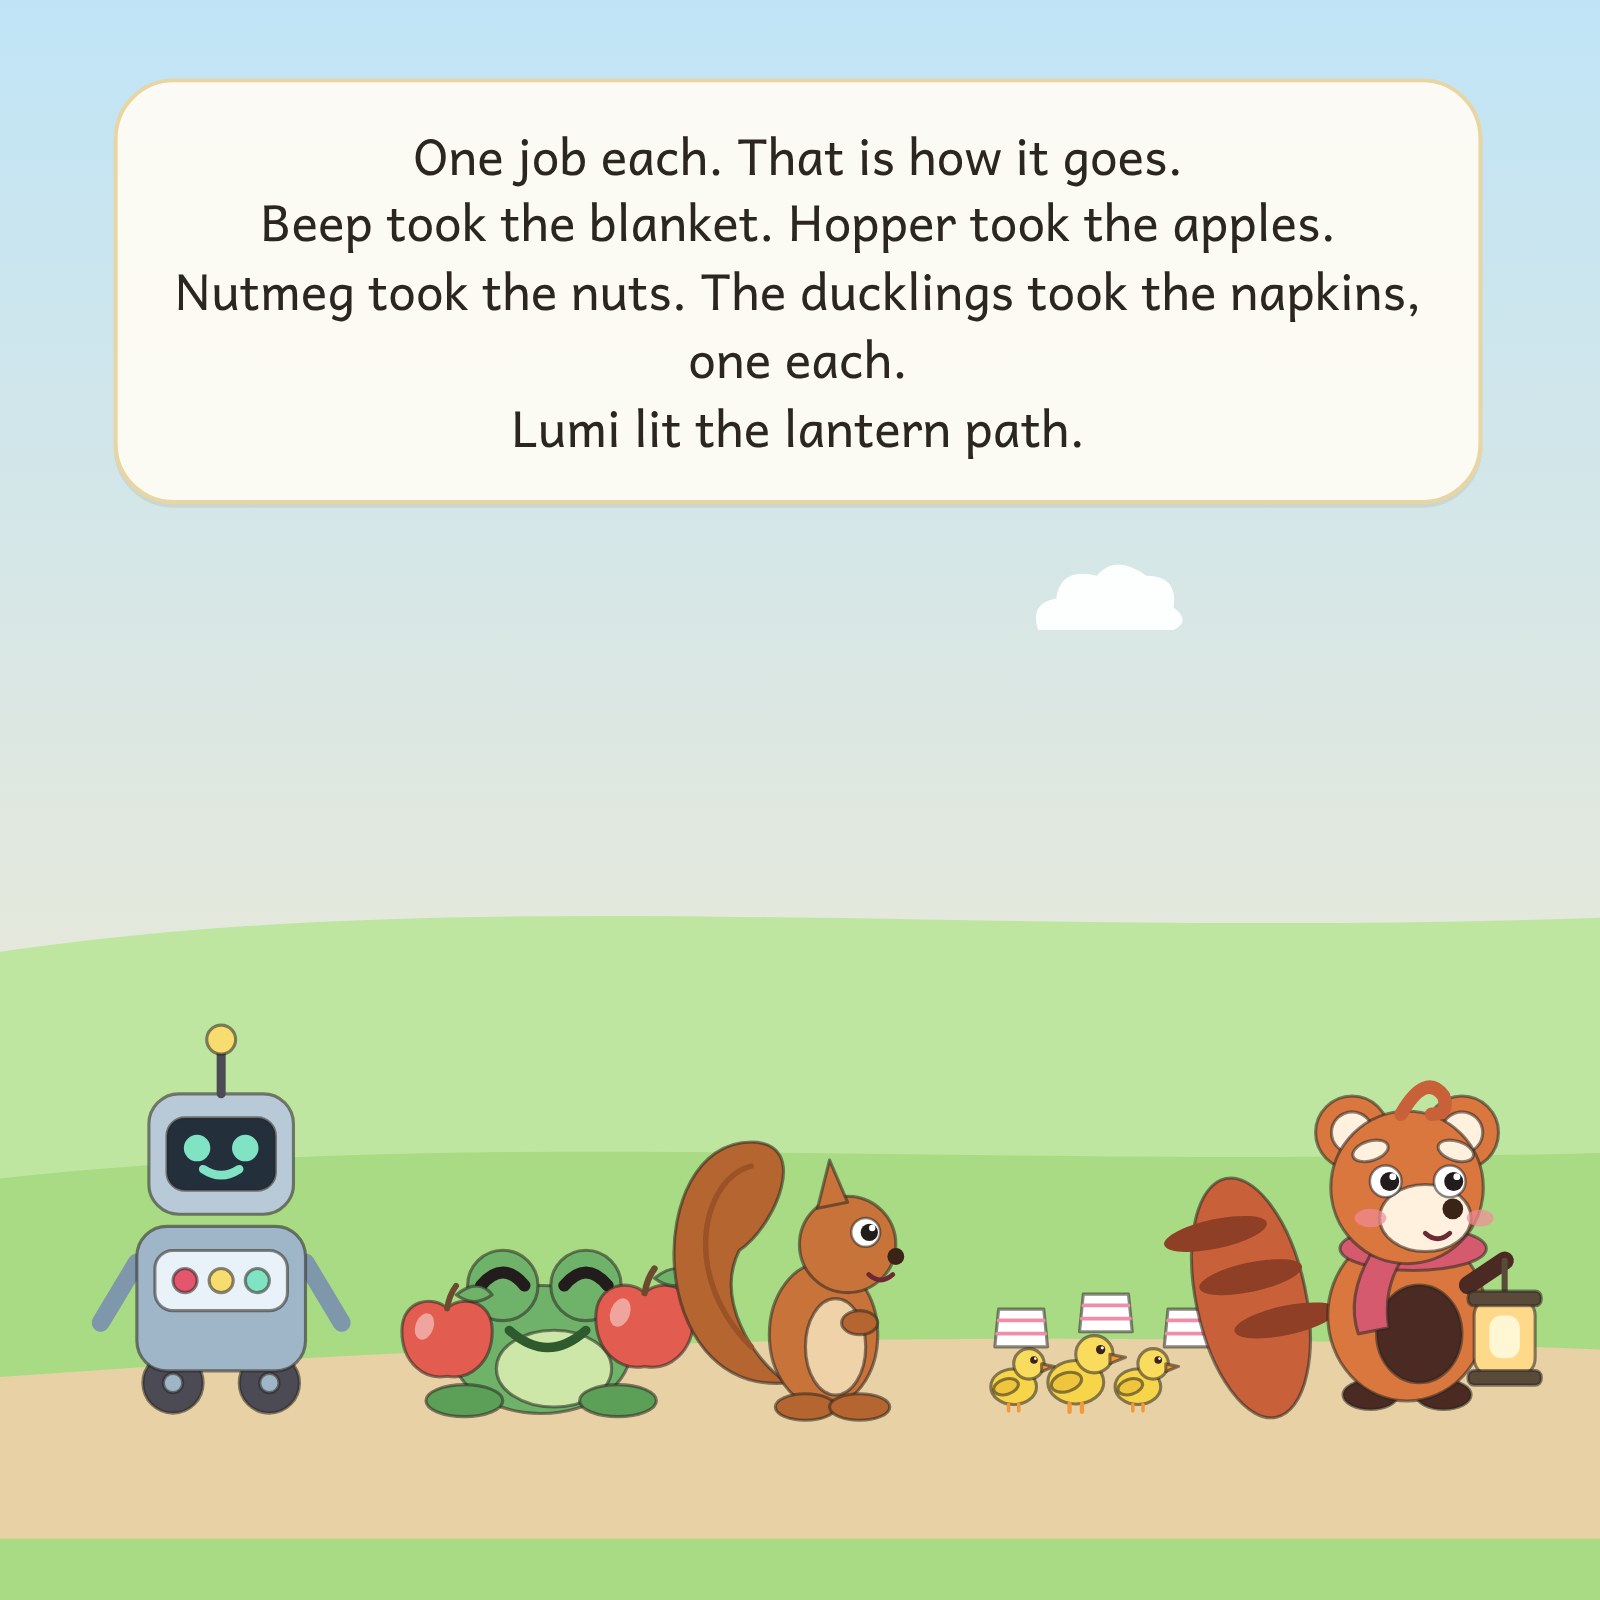 One job each. That is how it goes.
Beep took the blanket. Hopper took the apples.
Nutmeg took the nuts. The ducklings took the napkins,
one each.
Lumi lit the lantern path.